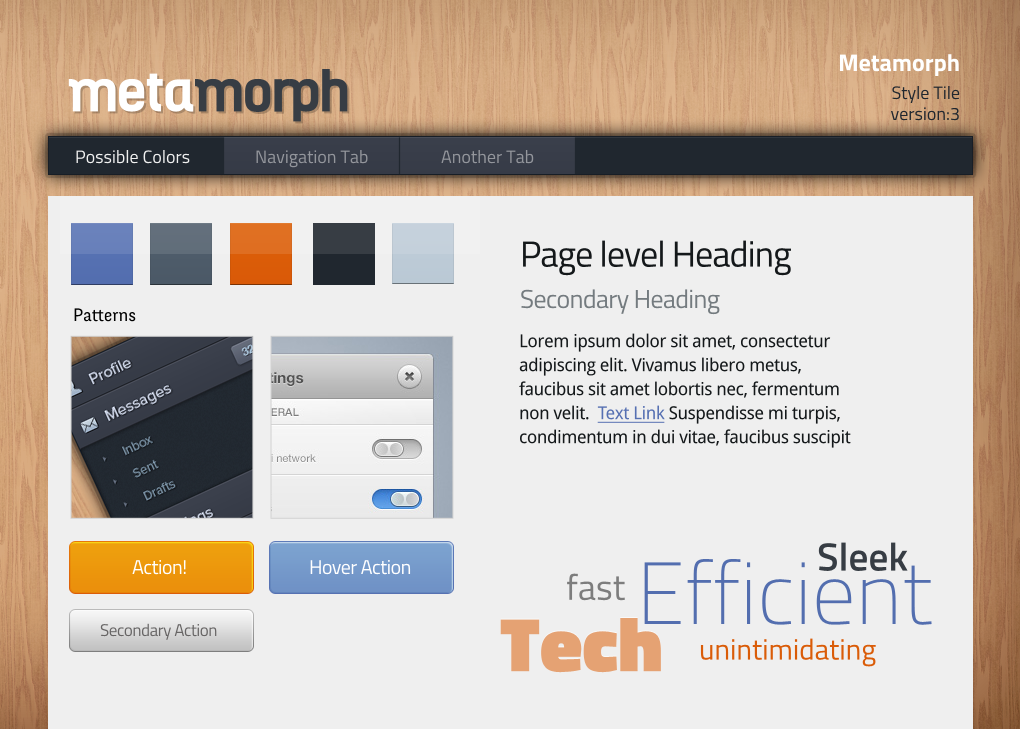 metamorph
Metamorph
Style Tile
version:3
Possible Colors
Navigation Tab
Another Tab
Patterns
Profile
32
Messages
Inbox
Sent
Drafts
ings
tings
ERAL
i network
Action!
Hover Action
Secondary Action
Page level Heading
Secondary Heading
Lorem ipsum dolor sit amet, consectetur
adipiscing elit. Vivamus libero metus,
faucibus sit amet lobortis nec, fermentum
non velit. Text Link Suspendisse mi turpis,
condimentum in dui vitae, faucibus suscipit
Sleek
fast
Efficient
Tech
unintimidating